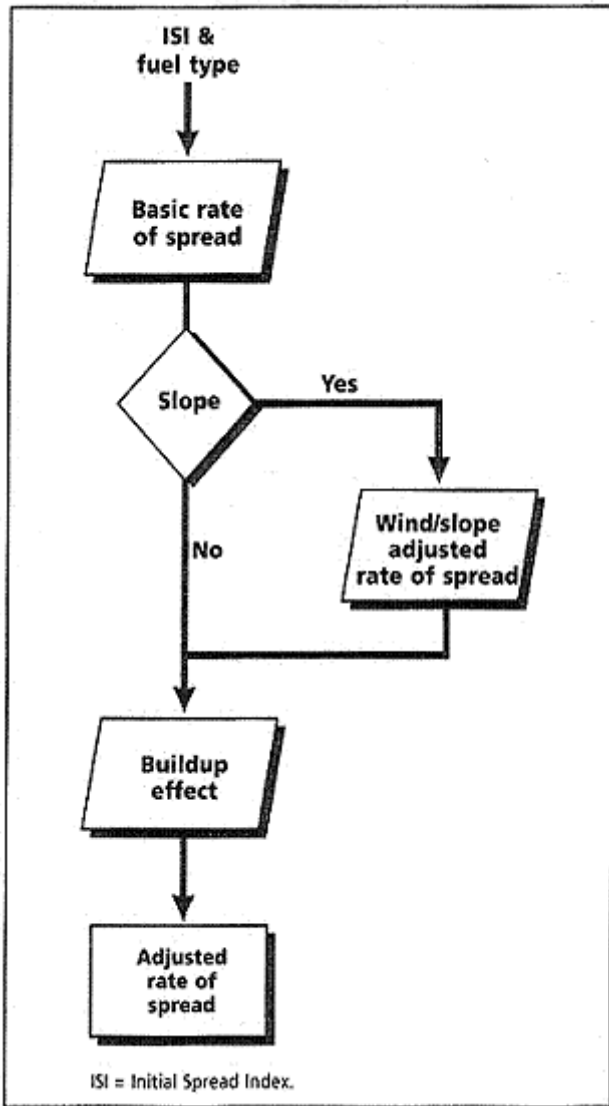 ISI &
fuel type
Basic rate
of spread
Slope
Yes
No
Wind/slope
adjusted
rate of spread
Buildup
effect
Adjusted
rate of
spread
ISI = Initial Spread Index.